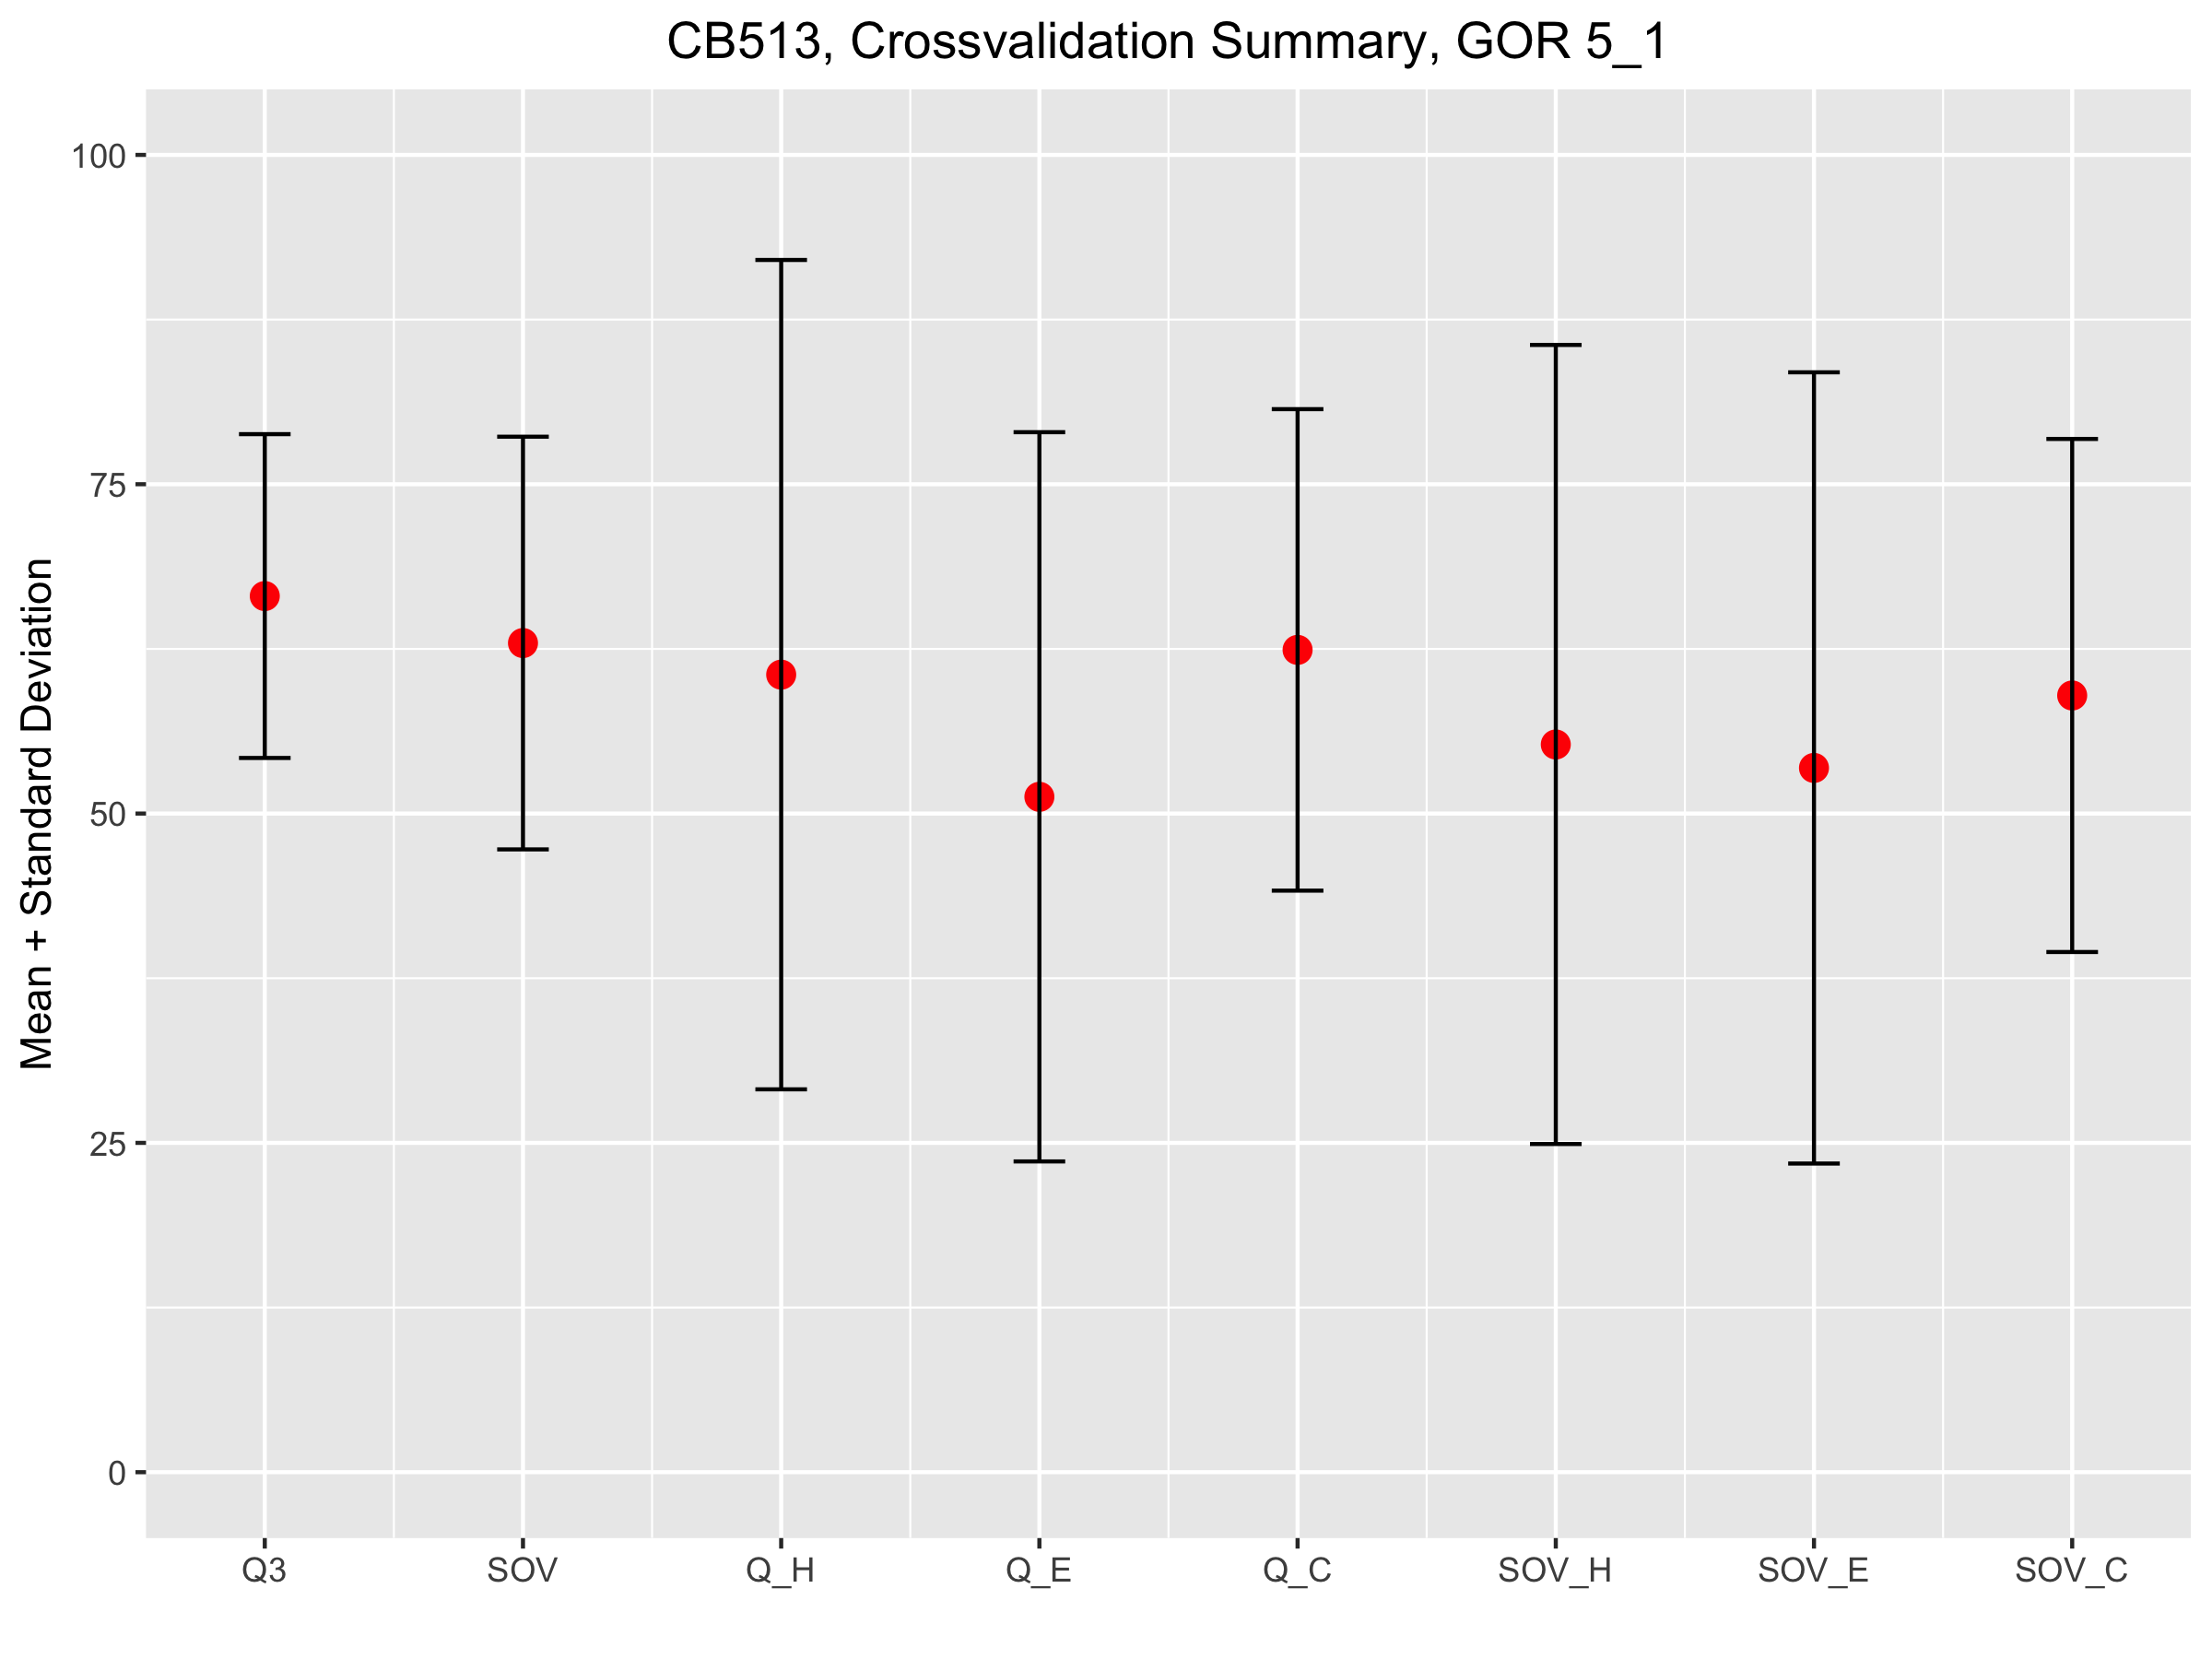 CB513, Crossvalidation Summary, GOR 5_1
Mean + Standard Deviation
100
75
50
25
0
Q3 SOV Q_H Q_E Q_C SOV_H SOV_E SOV_C